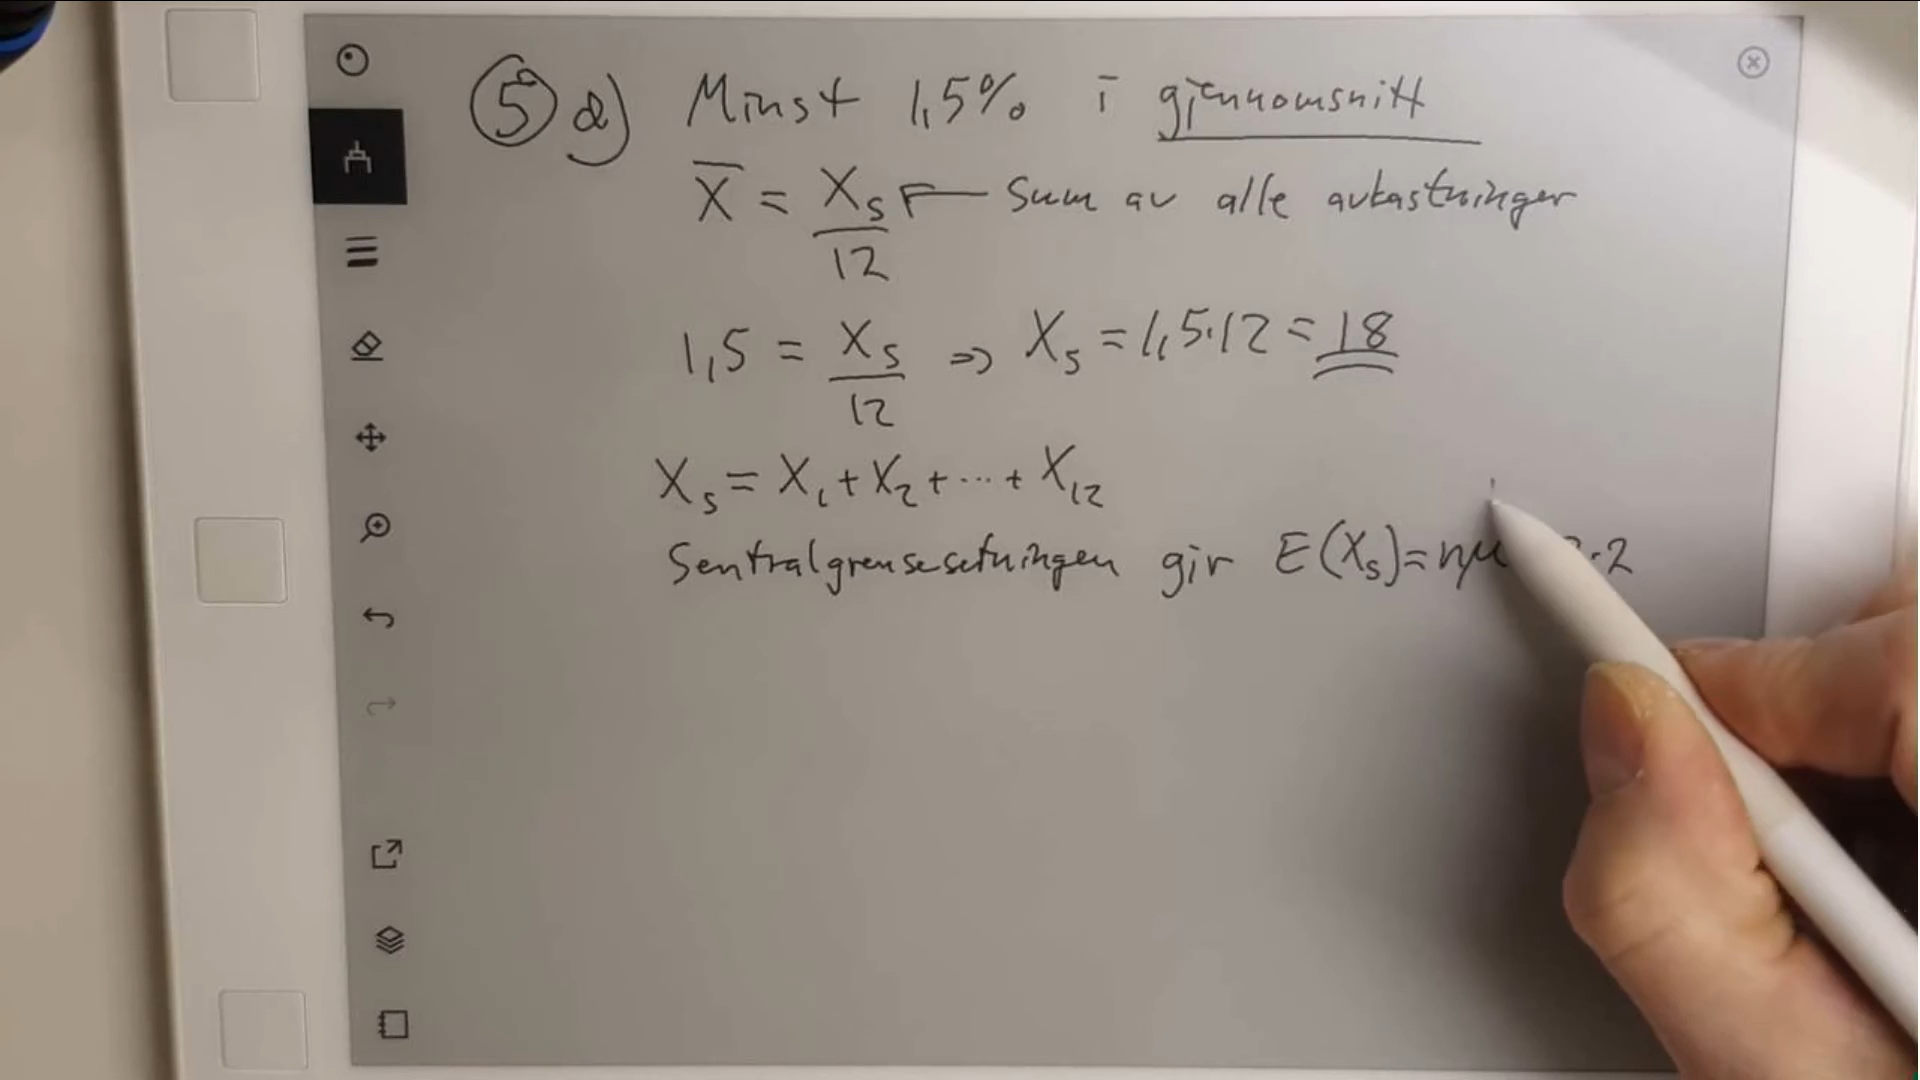 5 d) Minst 1,5% i gjennomsnitt
X̄ = Xs/12 ← Sum av alle avkastninger
1,5 = Xs/12 ⇒ Xs = 1,5·12 = 18
Xs = X1 + X2 + ··· + X12
Sentralgrensesetningen gir E(Xs) = nμ ·2